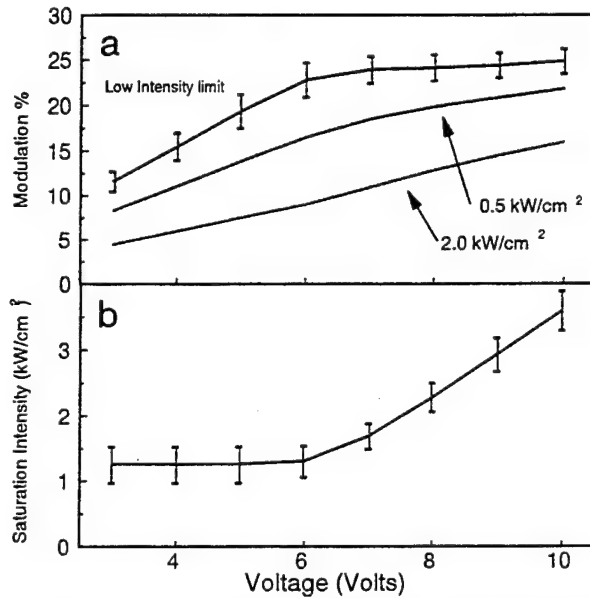 a
30
25
20
15
10
5
0
Modulation %
Low Intensity limit
0.5 kW/cm 2
2.0 kW/cm 2
b
3
2
1
0
Saturation Intensity (kW/cm 2)
4
6
8
10
Voltage (Volts)